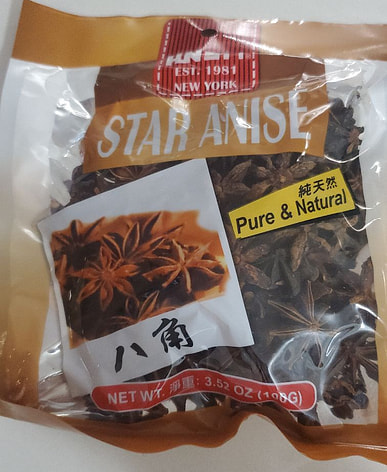 EST. 1981
NEW YORK
STAR ANISE
純天然
Pure & Natural
八角
NET WT. 淨重: 3.52 OZ (100G)